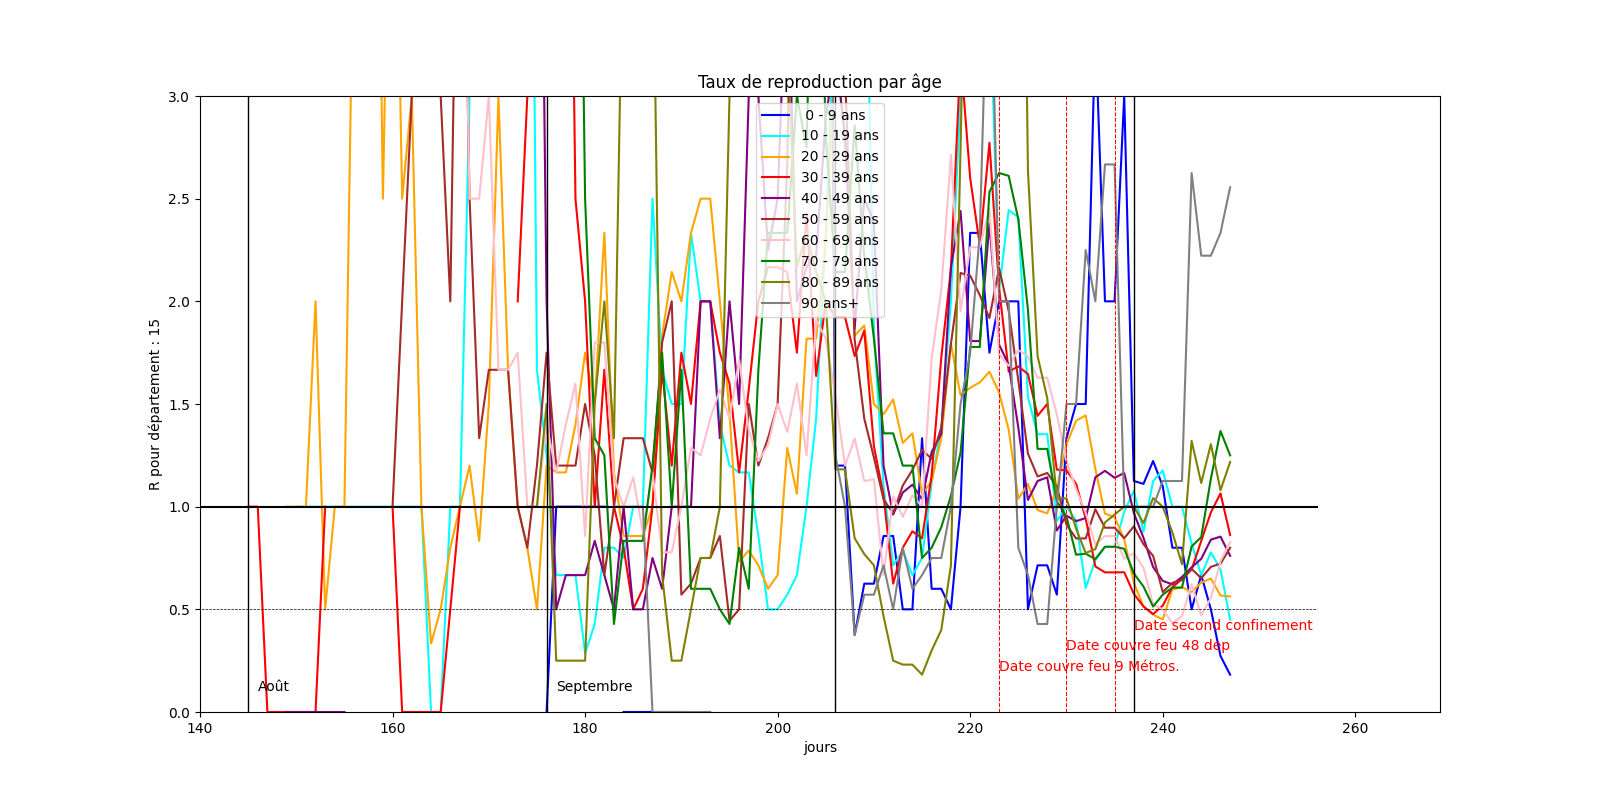 Taux de reproduction par âge
R pour département : 15
3.0
2.5
2.0
1.5
1.0
0.5
0.0
0 - 9 ans
10 - 19 ans
20 - 29 ans
30 - 39 ans
40 - 49 ans
50 - 59 ans
60 - 69 ans
70 - 79 ans
80 - 89 ans
90 ans+
Date second confinement
Date couvre feu 48 dep
Date couvre feu 9 Métros.
Août
Septembre
140
160
180
200
220
240
260
jours